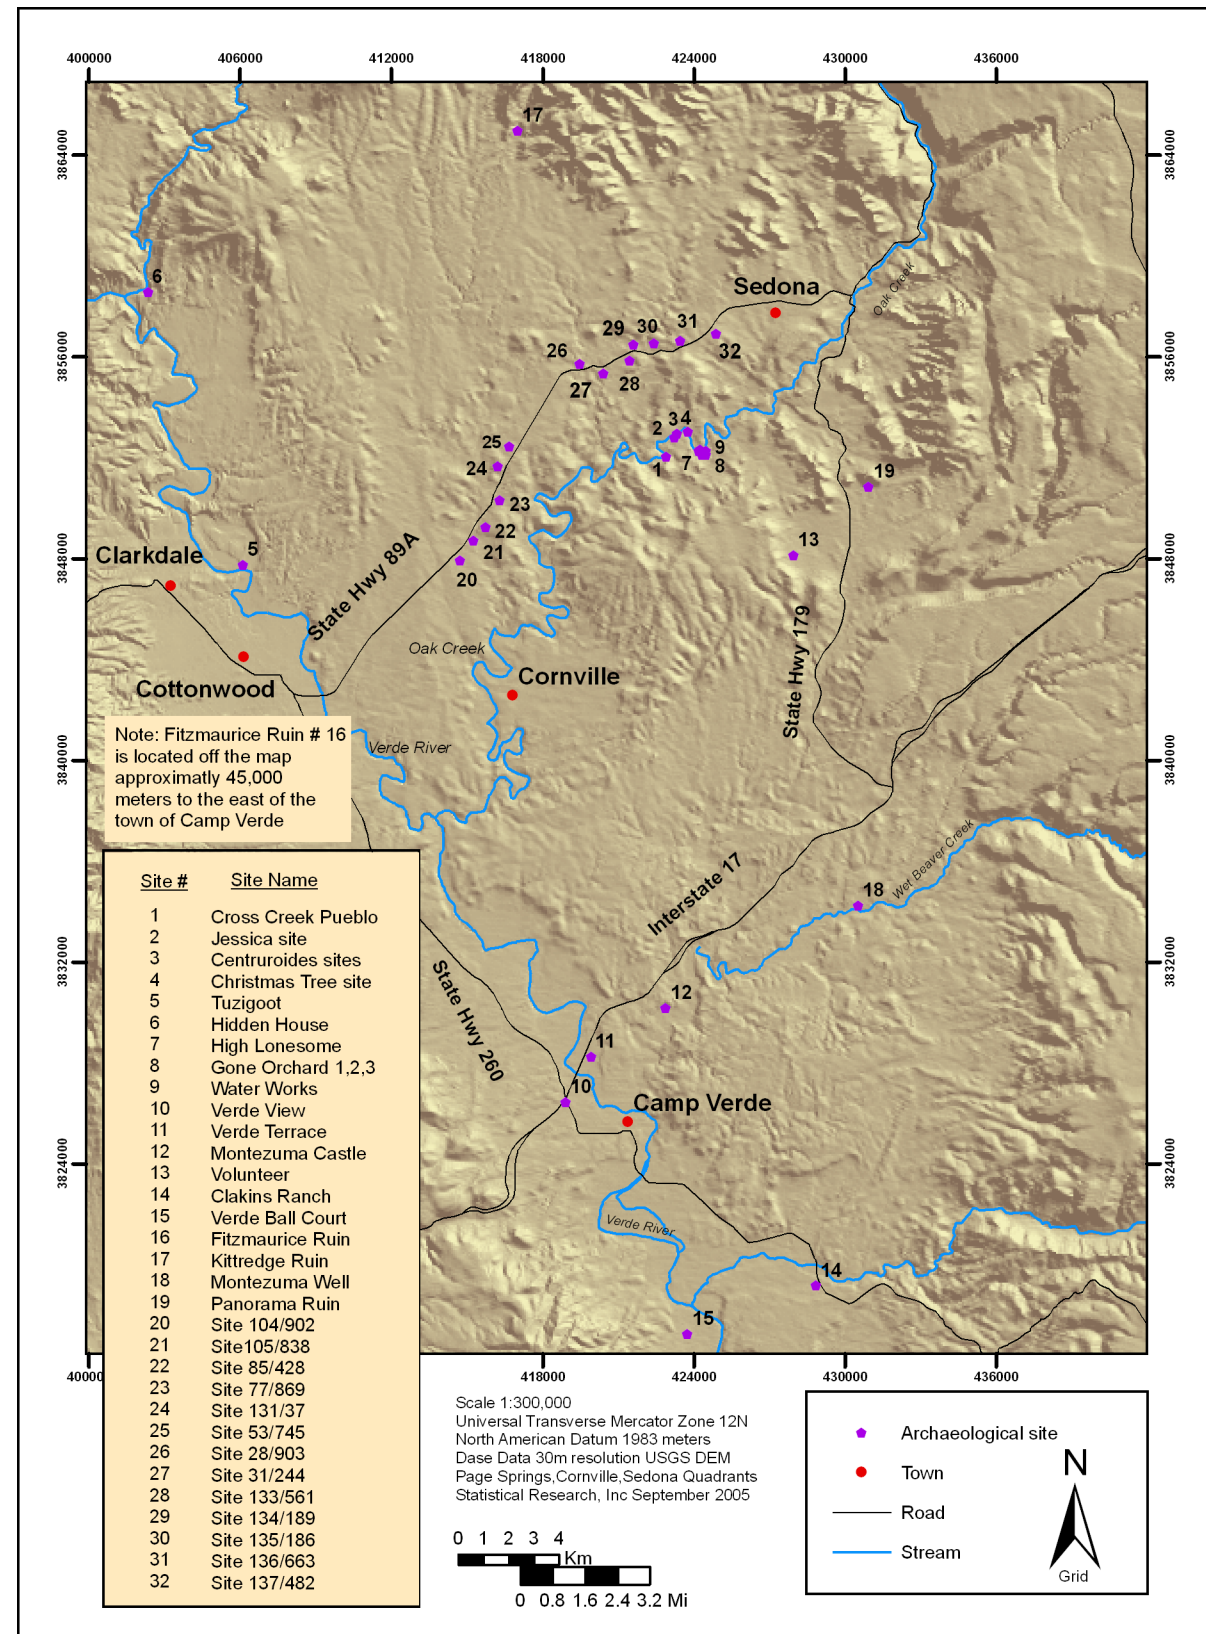 400000 406000 412000 418000 424000 430000 436000
3864000
3864000
17
6
Sedona
Oak Creek
29 30 31
32
26
27 28
3856000
3856000
3 4
2
1 7
9
8
25
24
23
22
21
20
19
13
5
Clarkdale
3848000
3848000
State Hwy 89A
Oak Creek
Cornville
Cottonwood
State Hwy 179
Verde River
3840000
3840000
Note: Fitzmaurice Ruin # 16
is located off the map
approximatly 45,000
meters to the east of the
town of Camp Verde
Interstate 17
Wet Beaver Creek
18
3832000
3832000
State Hwy 260
12
11
10
Camp Verde
3824000
3824000
Verde River
14
15
Site # Site Name
1 Cross Creek Pueblo
2 Jessica site
3 Centruroides sites
4 Christmas Tree site
5 Tuzigoot
6 Hidden House
7 High Lonesome
8 Gone Orchard 1,2,3
9 Water Works
10 Verde View
11 Verde Terrace
12 Montezuma Castle
13 Volunteer
14 Clakins Ranch
15 Verde Ball Court
16 Fitzmaurice Ruin
17 Kittredge Ruin
18 Montezuma Well
19 Panorama Ruin
20 Site 104/902
21 Site105/838
22 Site 85/428
23 Site 77/869
24 Site 131/37
25 Site 53/745
26 Site 28/903
27 Site 31/244
28 Site 133/561
29 Site 134/189
30 Site 135/186
31 Site 136/663
32 Site 137/482
40000 418000 424000 430000 436000
Scale 1:300,000
Universal Transverse Mercator Zone 12N
North American Datum 1983 meters
Dase Data 30m resolution USGS DEM
Page Springs,Cornville,Sedona Quadrants
Statistical Research, Inc September 2005
0 1 2 3 4
Km
0 0.8 1.6 2.4 3.2 Mi
Archaeological site
Town
Road
Stream
N
Grid